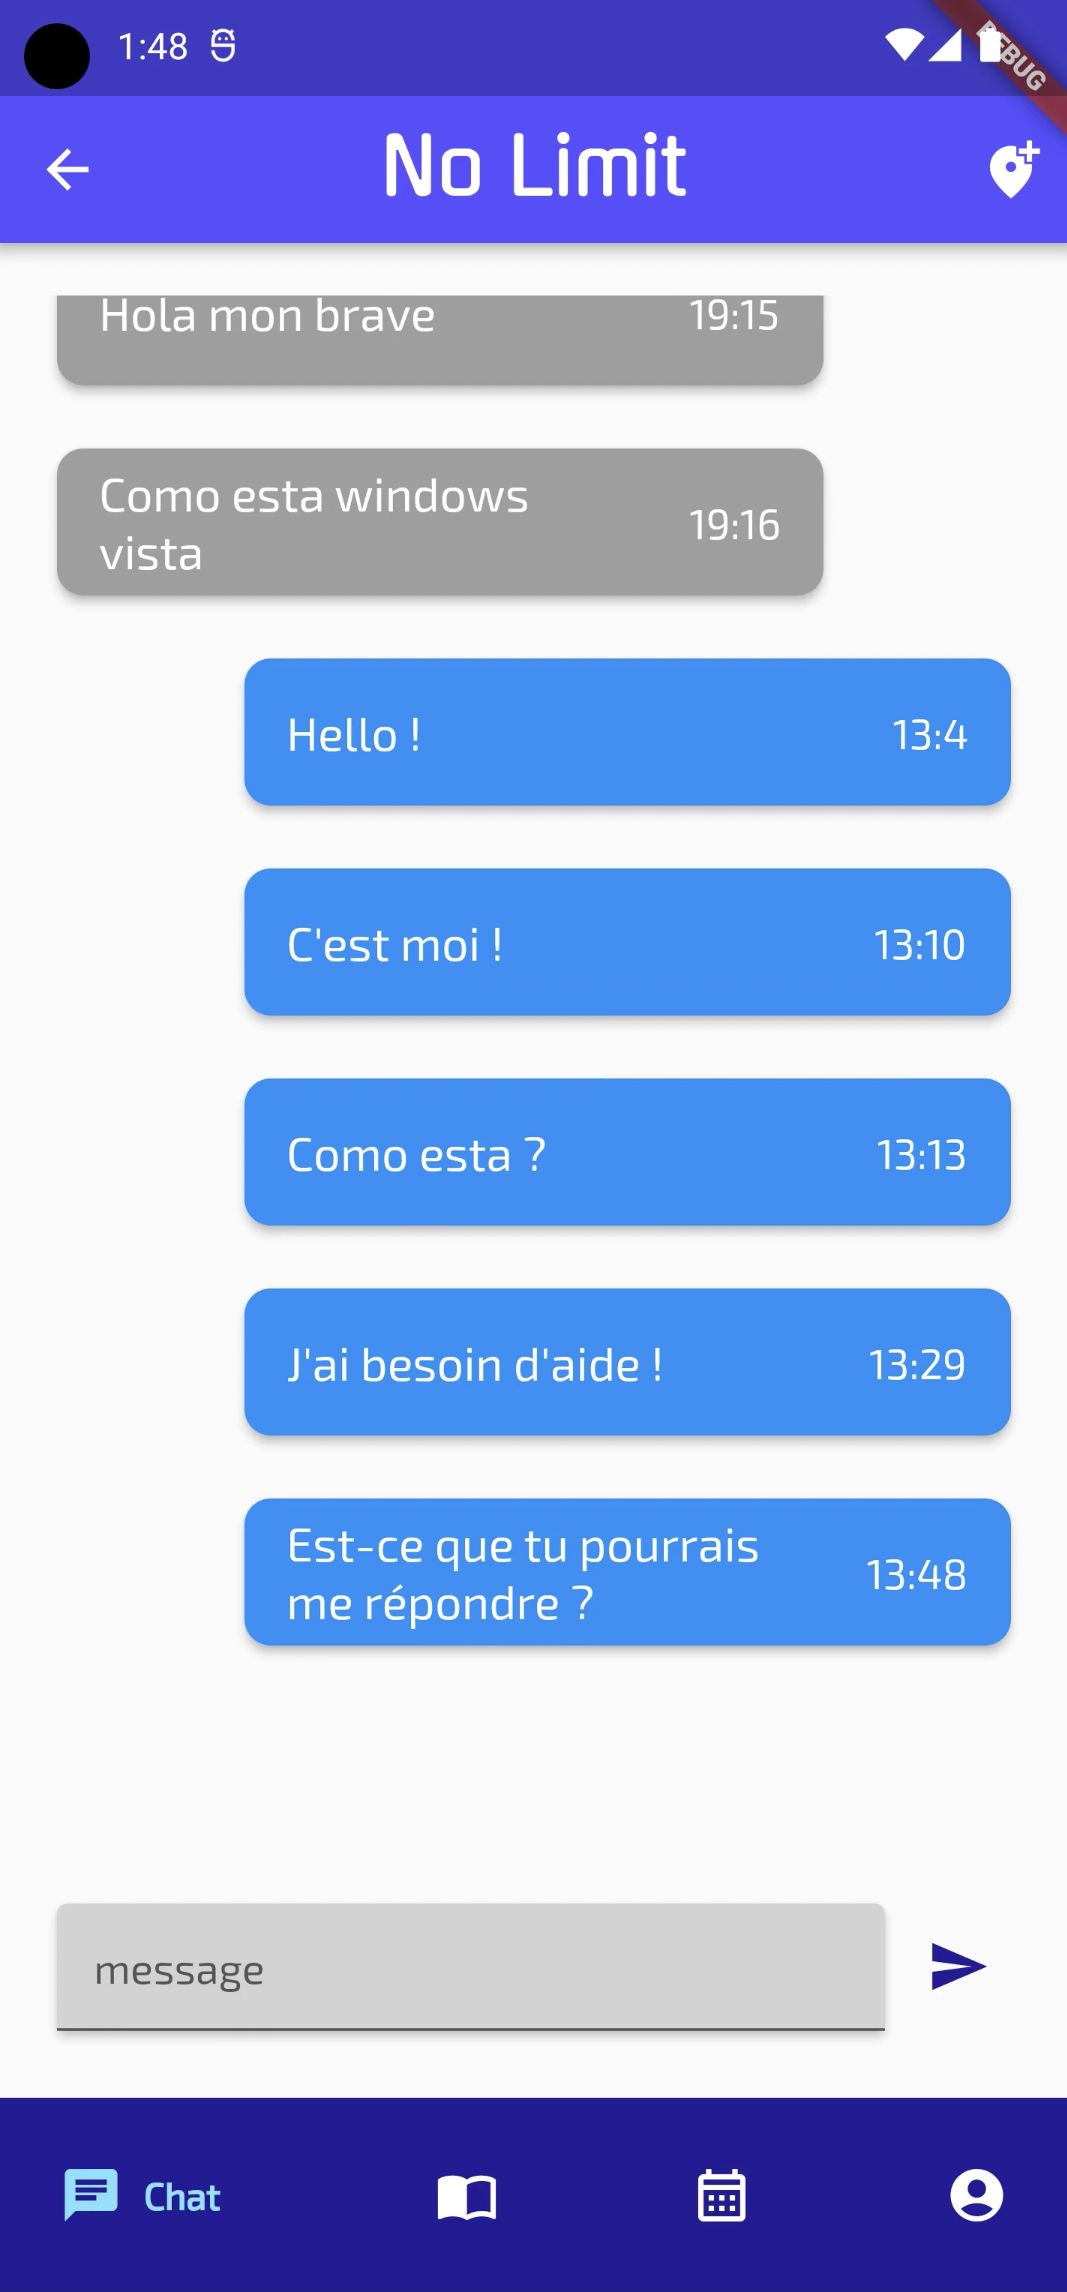 1:48
DEBUG
No Limit
Hola mon brave 19:15
Como esta windows
vista
19:16
Hello ! 13:4
C'est moi ! 13:10
Como esta ? 13:13
J'ai besoin d'aide ! 13:29
Est-ce que tu pourrais
me répondre ?
13:48
message
Chat